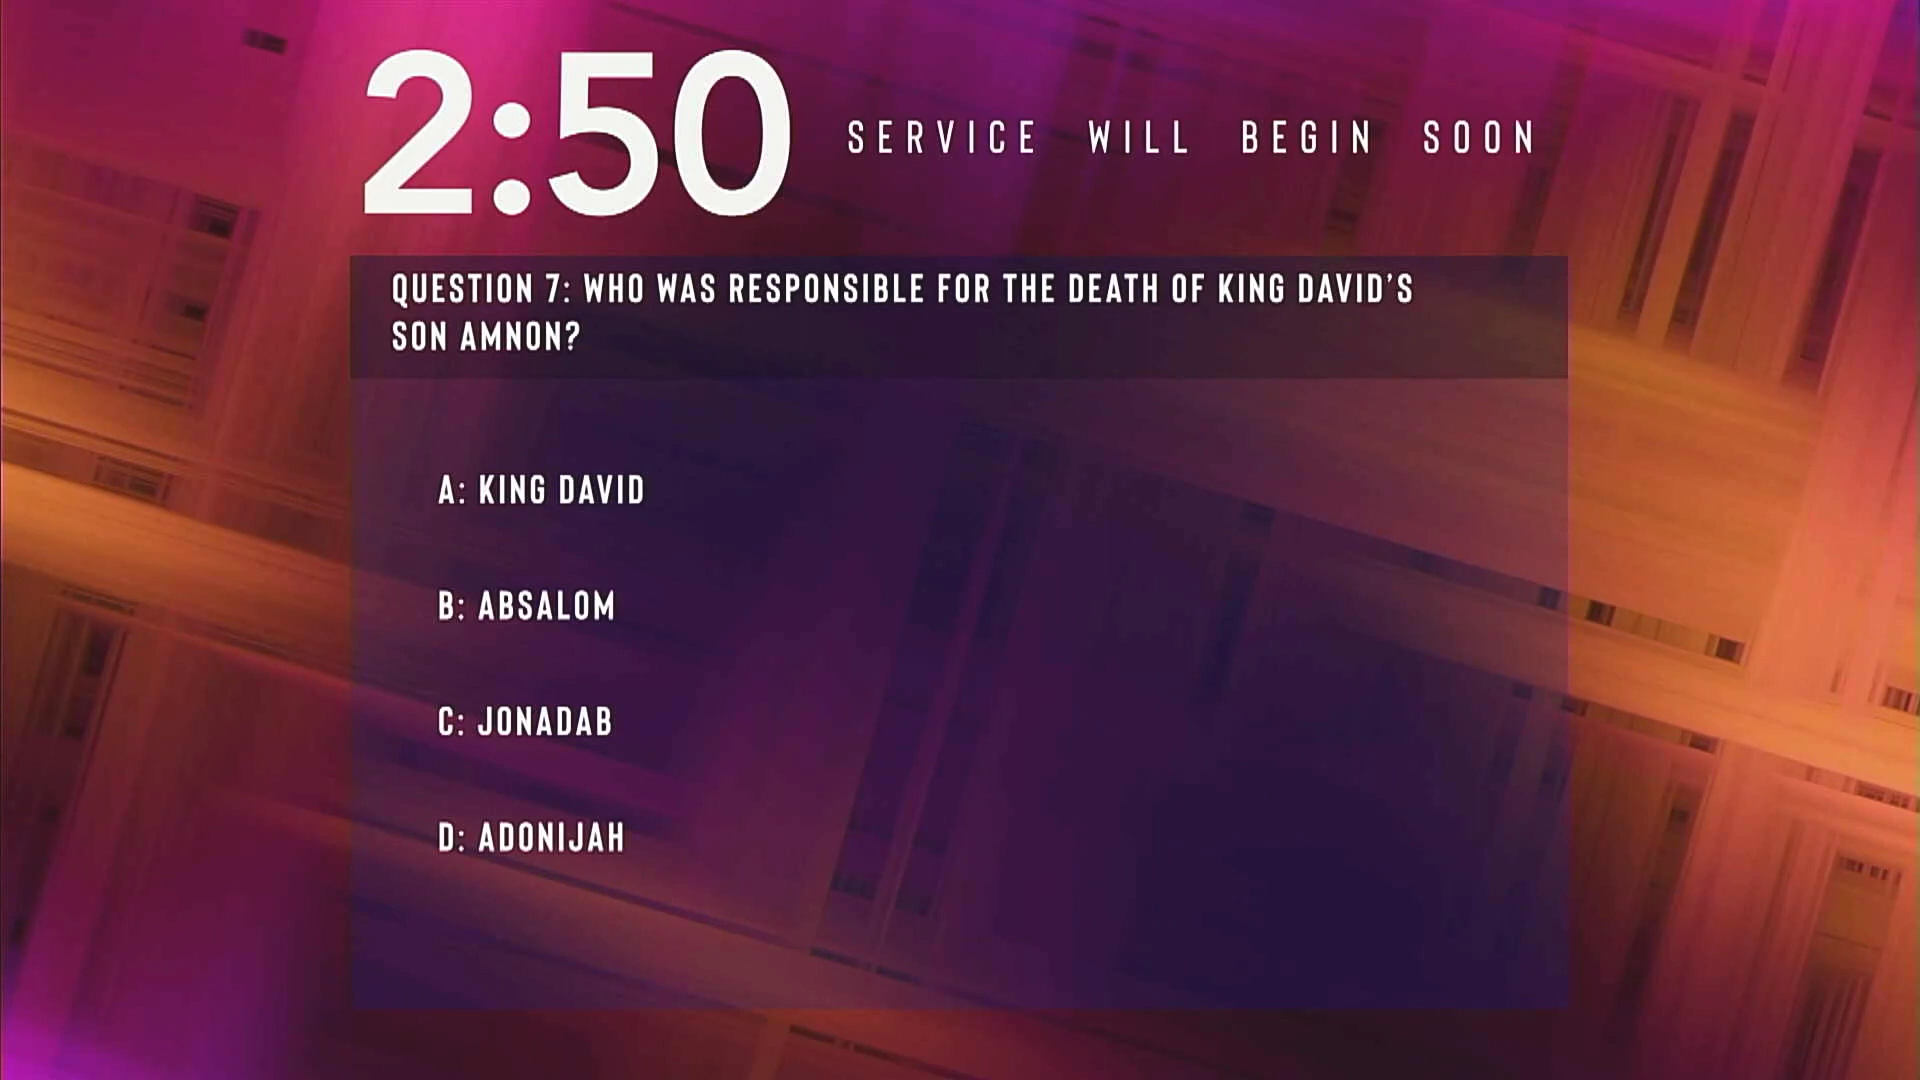 2:50
SERVICE WILL BEGIN SOON
QUESTION 7: WHO WAS RESPONSIBLE FOR THE DEATH OF KING DAVID'S
SON AMNON?
A: KING DAVID
B: ABSALOM
C: JONADAB
D: ADONIJAH